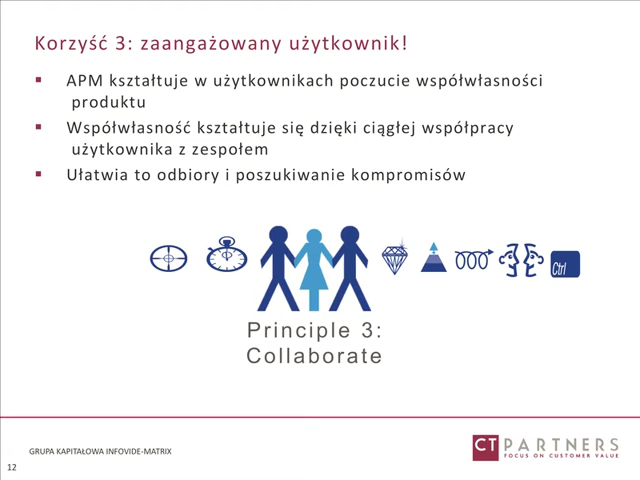 Korzyść 3: zaangażowany użytkownik!
▪ APM kształtuje w użytkownikach poczucie współwłasności
produktu
▪ Współwłasność kształtuje się dzięki ciągłej współpracy
użytkownika z zespołem
▪ Ułatwia to odbiory i poszukiwanie kompromisów
Ctrl
Principle 3:
Collaborate
GRUPA KAPITAŁOWA INFOVIDE-MATRIX
CT PARTNERS
FOCUS ON CUSTOMER VALUE
12